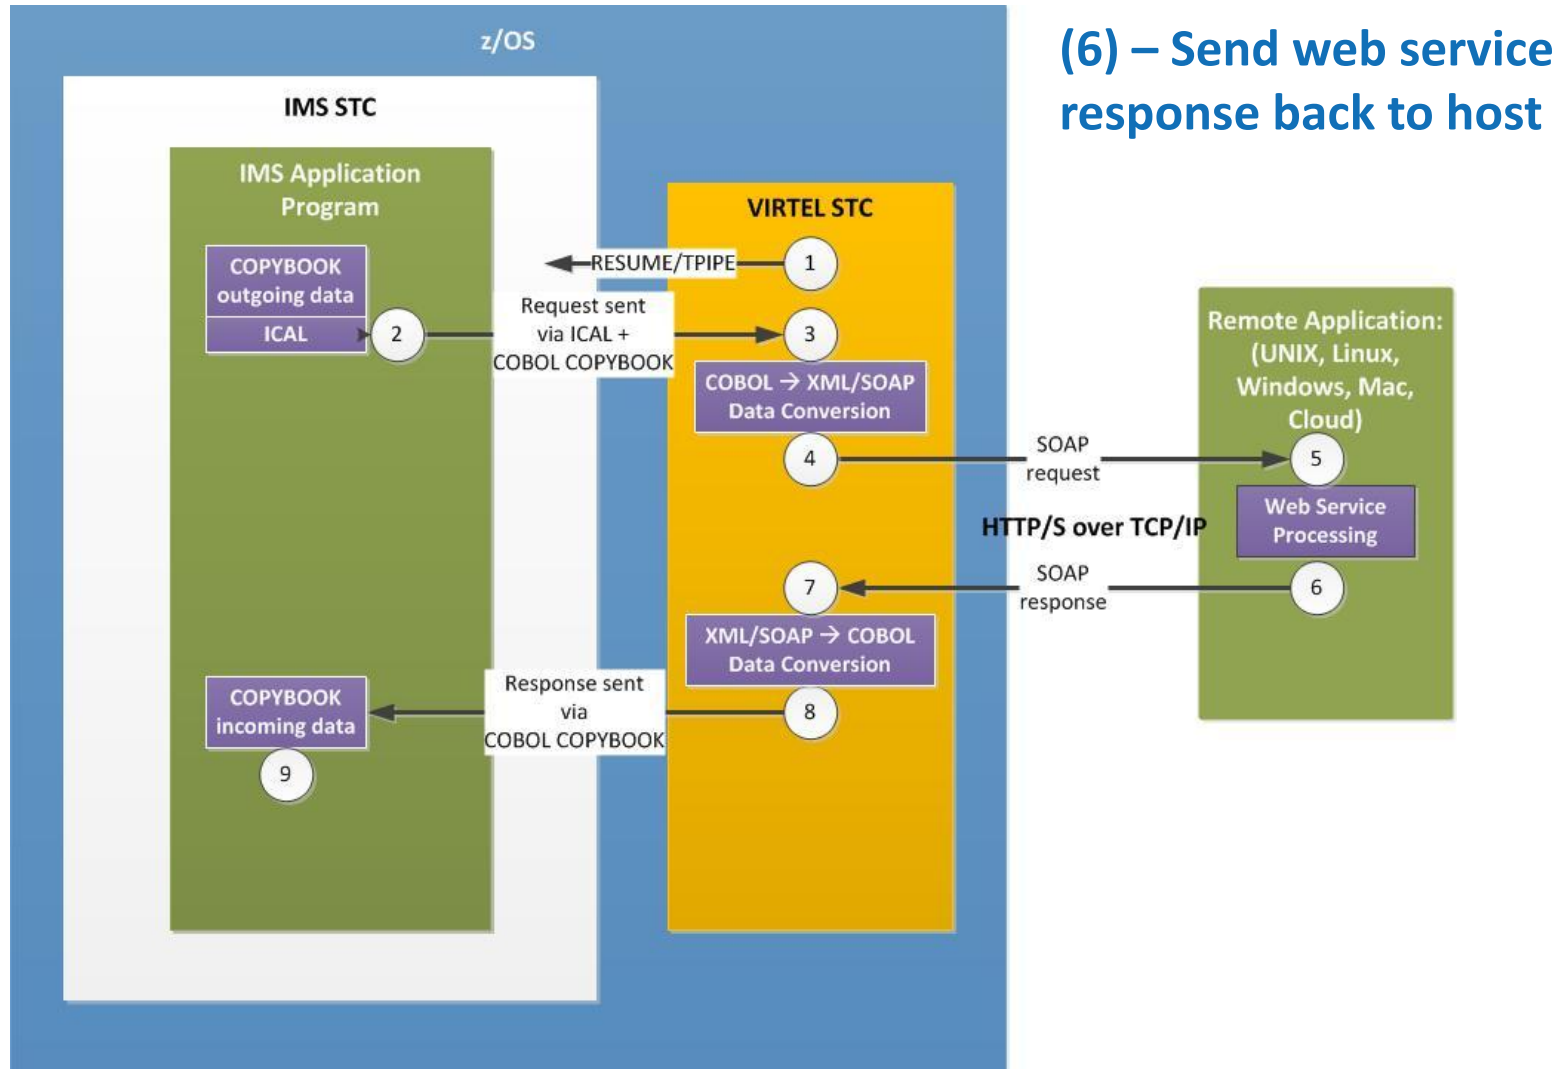 z/OS
(6) – Send web service
response back to host
IMS STC
IMS Application
Program
VIRTEL STC
COPYBOOK
outgoing data
ICAL
RESUME/TPIPE
1
2
Request sent
via ICAL +
COBOL COPYBOOK
3
COBOL → XML/SOAP
Data Conversion
4
SOAP
request
Remote Application:
(UNIX, Linux,
Windows, Mac,
Cloud)
5
Web Service
Processing
HTTP/S over TCP/IP
6
SOAP
response
7
XML/SOAP → COBOL
Data Conversion
8
Response sent
via
COBOL COPYBOOK
COPYBOOK
incoming data
9